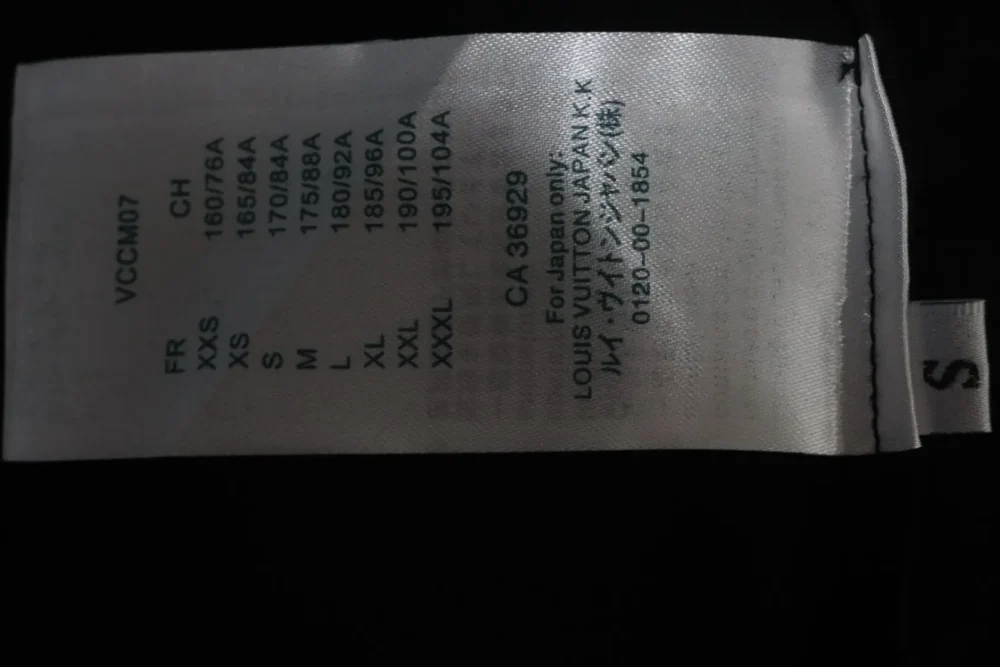 VCCM07
FR CH
XXS 160/76A
XS 165/84A
S 170/84A
M 175/88A
L 180/92A
XL 185/96A
XXL 190/100A
XXXL 195/104A
CA 36929
For Japan only:
LOUIS VUITTON JAPAN K.K
ルイ・ヴイトンジャパン(株)
0120-00-1854
S